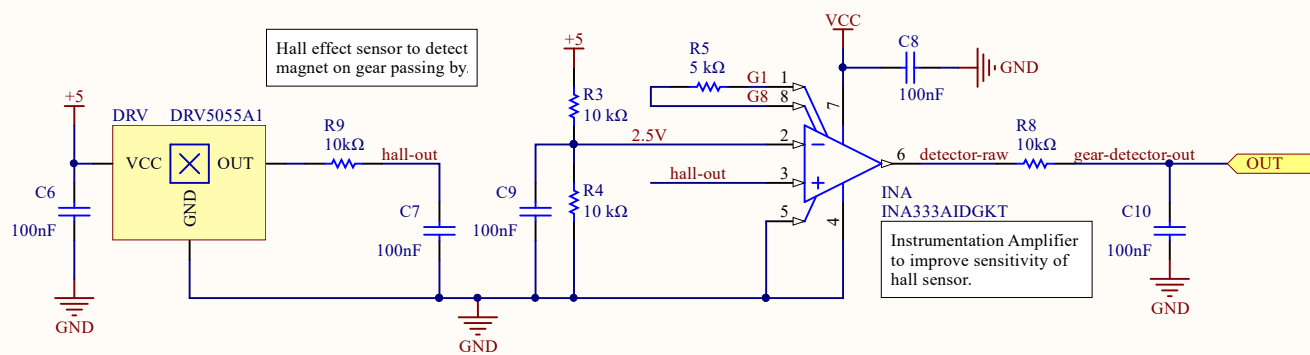 Hall effect sensor to detect
magnet on gear passing by.
+5
DRV
DRV5055A1
VCC
OUT
GND
C6
100nF
GND
R9
10kΩ
hall-out
C7
100nF
GND
+5
R3
10 kΩ
2.5V
C9
100nF
R4
10 kΩ
R5
5 kΩ
G1
G8
1
8
2
3
5
hall-out
VCC
7
C8
100nF
GND
6
4
INA
INA333AIDGKT
Instrumentation Amplifier
to improve sensitivity of
hall sensor.
detector-raw
R8
10kΩ
gear-detector-out
OUT
C10
100nF
GND